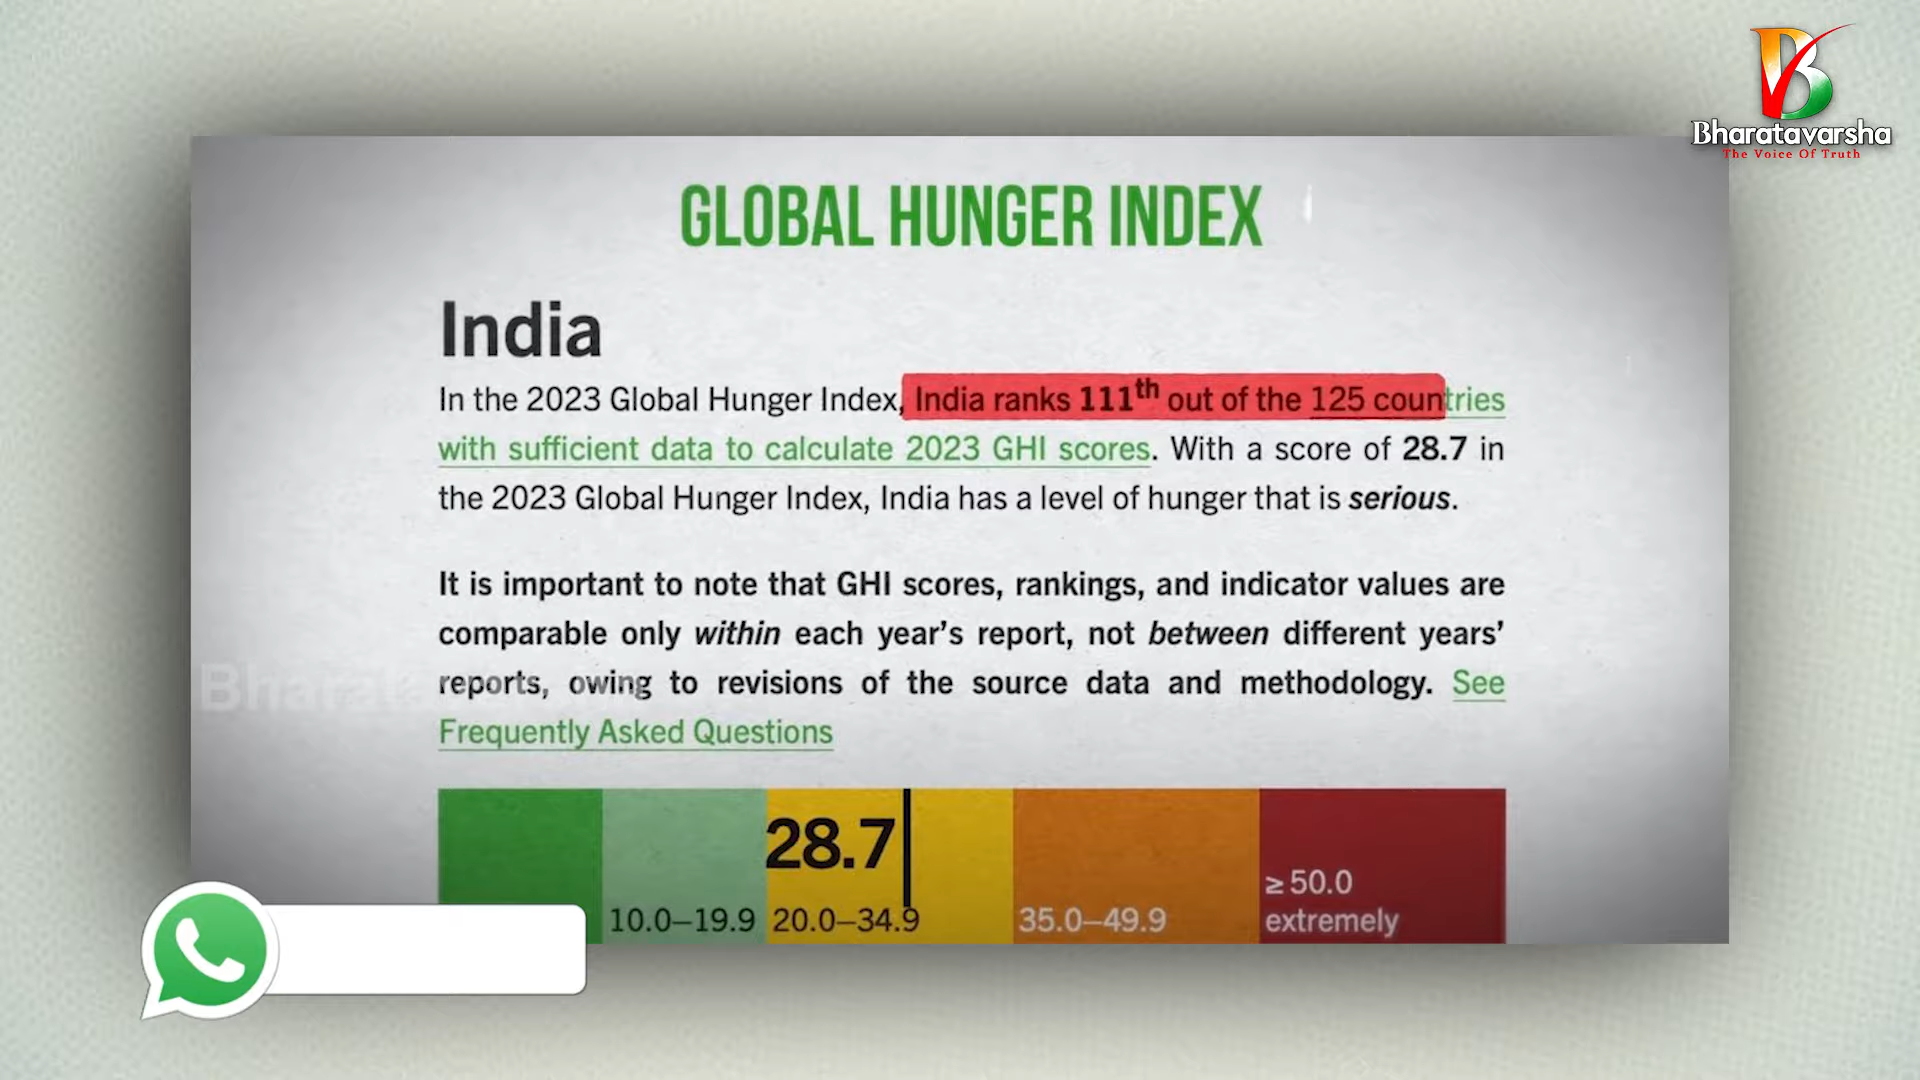 Bharatavarsha
The Voice Of Truth
GLOBAL HUNGER INDEX
India
In the 2023 Global Hunger Index, India ranks 111th out of the 125 countries
with sufficient data to calculate 2023 GHI scores. With a score of 28.7 in
the 2023 Global Hunger Index, India has a level of hunger that is serious.
It is important to note that GHI scores, rankings, and indicator values are
comparable only within each year’s report, not between different years’
reports, owing to revisions of the source data and methodology. See
Frequently Asked Questions
28.7
10.0–19.9 20.0–34.9 35.0–49.9 ≥ 50.0
extremely